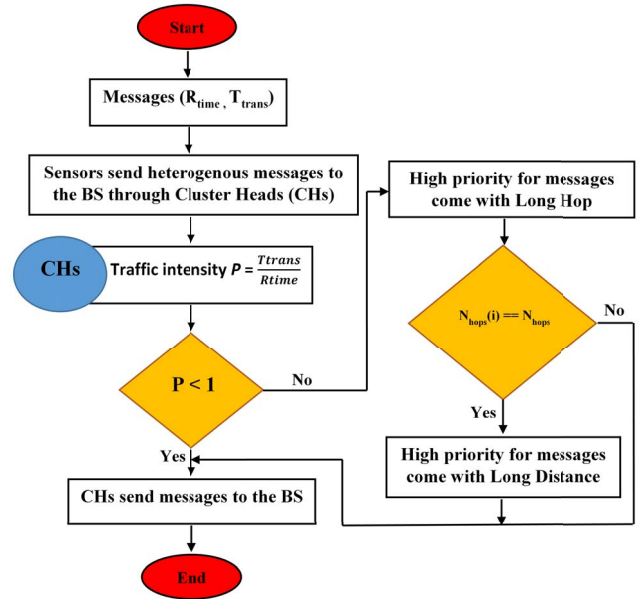 Start
Messages (Rtime , Ttrans)
Sensors send heterogenous messages to
the BS through Cluster Heads (CHs)
CHs
Traffic intensity P = Ttrans/Rtime
P < 1
No
Yes
CHs send messages to the BS
End
High priority for messages
come with Long Hop
Nhops(i) == Nhops
No
Yes
High priority for messages
come with Long Distance